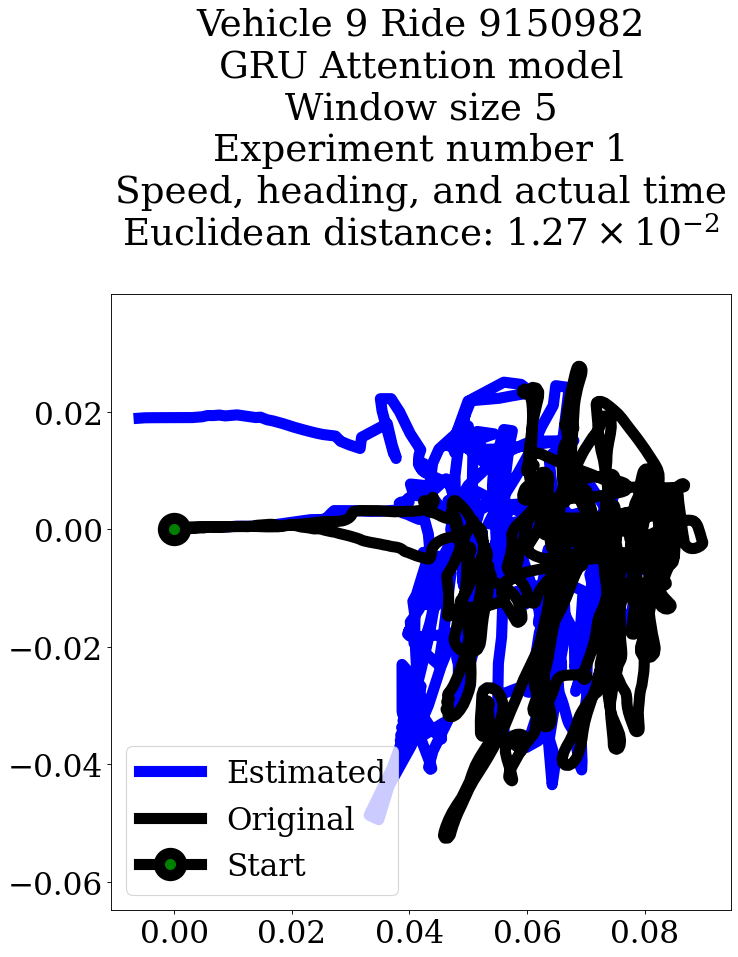 Vehicle 9 Ride 9150982
GRU Attention model
Window size 5
Experiment number 1
Speed, heading, and actual time
Euclidean distance: 1.27 × 10⁻²
0.02
0.00
−0.02
−0.04
−0.06
Estimated
Original
Start
0.00 0.02 0.04 0.06 0.08